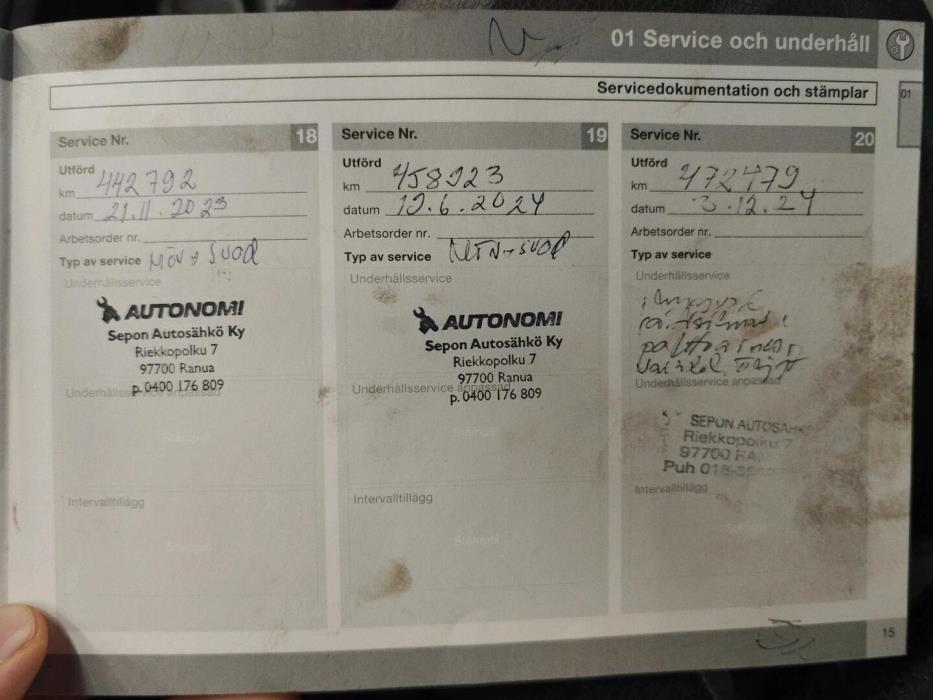 01 Service och underhåll
Servicedokumentation och stämplar
01
Service Nr. 18
Utförd
km 442792
datum 21.11.2023
Arbetsorder nr.
Typ av service
Underhållsservice
AUTONOMI
Sepon Autosähkö Ky
Riekkopolku 7
97700 Ranua
p. 0400 176 809
Underhållsservice anpassad
Stämpel
Intervalltillägg
Stämpel
Service Nr. 19
Utförd
km 458923
datum 19.6.2024
Arbetsorder nr.
Typ av service
Underhållsservice
AUTONOMI
Sepon Autosähkö Ky
Riekkopolku 7
97700 Ranua
p. 0400 176 809
Underhållsservice anpassad
Stämpel
Intervalltillägg
Stämpel
Service Nr. 20
Utförd
km 472479
datum 3.12.24
Arbetsorder nr.
Typ av service
Underhållsservice
Underhållsservice anpassad
SEPON
Riekkopolku 7
97700
Puh
Intervalltillägg
15